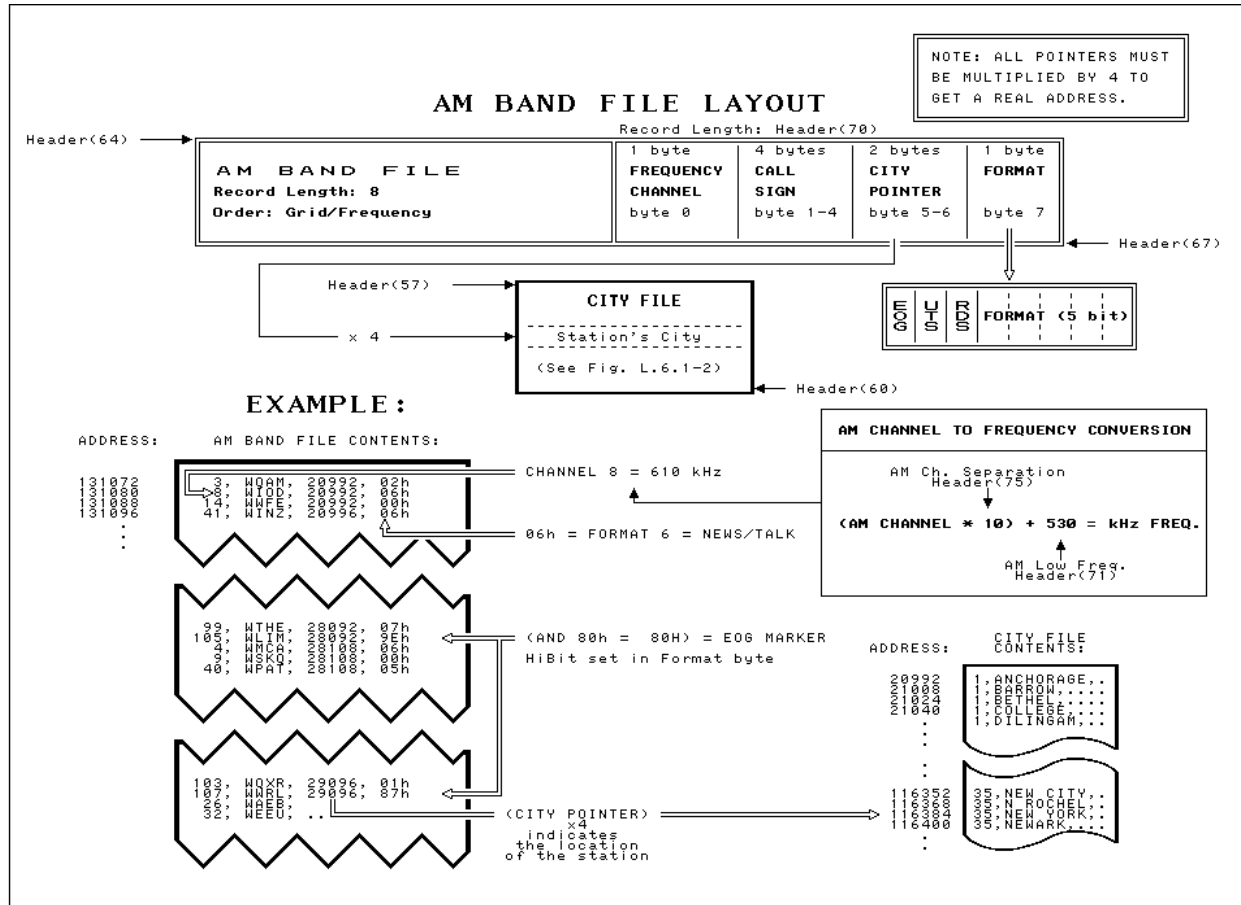 NOTE: ALL POINTERS MUST
BE MULTIPLIED BY 4 TO
GET A REAL ADDRESS.
AM BAND FILE LAYOUT
Header(64)
Record Length: Header(70)
AM BAND FILE
Record Length: 8
Order: Grid/Frequency
1 byte
FREQUENCY
CHANNEL
byte 0
4 bytes
CALL
SIGN
byte 1-4
2 bytes
CITY
POINTER
byte 5-6
1 byte
FORMAT
byte 7
Header(67)
Header(57)
x 4
CITY FILE
Station's City
(See Fig. L.6.1-2)
Header(60)
EOG
UTS
RDS
FORMAT (5 bit)
EXAMPLE:
ADDRESS:
AM BAND FILE CONTENTS:
131072
131080
131088
131096
3, WQAM, 20992, 02h
8, WIOD, 20992, 06h
14, WWFE, 20992, 00h
41, WINZ, 20996, 06h
CHANNEL 8 = 610 kHz
06h = FORMAT 6 = NEWS/TALK
AM CHANNEL TO FREQUENCY CONVERSION
AM Ch. Separation
Header(75)
(AM CHANNEL * 10) + 530 = kHz FREQ.
AM Low Freq.
Header(71)
99, WTHE, 28092, 07h
105, WLIM, 28092, 9Eh
4, WMCA, 28108, 06h
9, WSKQ, 28108, 00h
40, WPAT, 28108, 05h
(AND 80h = 80H) = EOG MARKER
HiBit set in Format byte
103, WQXR, 29096, 01h
107, WWRL, 29096, 87h
26, WAEB, .
32, WEEU, ..
(CITY POINTER)
x4
indicates
the location
of the station
ADDRESS:
CITY FILE
CONTENTS:
20992
21008
21024
21040
1,ANCHORAGE,..
1,BARROW,....
1,BETHEL,....
1,COLLEGE,...
1,DILINGAM,..
116352
116368
116384
116400
35,NEW CITY,..
35,N.ROCHEL,..
35,NEW YORK,..
35,NEWARK,...